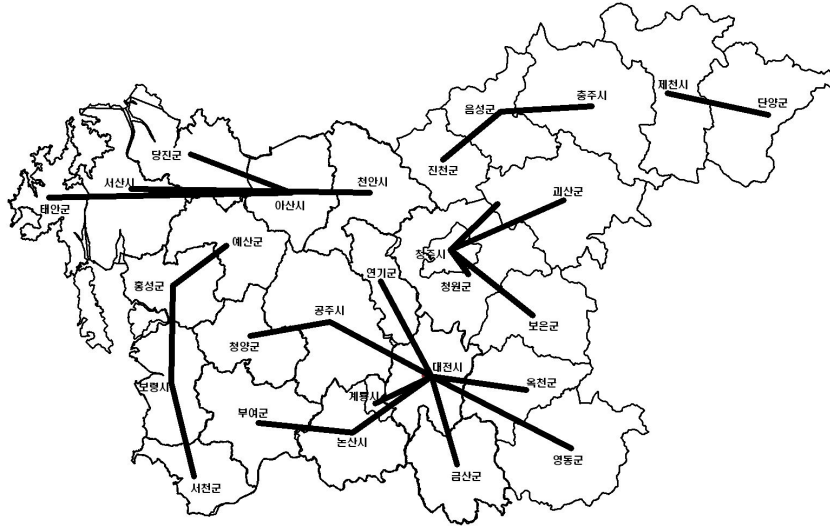 제천시
충주시
단양군
음성군
당진군
진천군
서산시
천안시
괴산군
태안군
아산시
예산군
청주시
연기군
청원군
홍성군
공주시
보은군
청양군
대전시
보령시
옥천군
계룡시
부여군
논산시
영동군
금산군
서천군